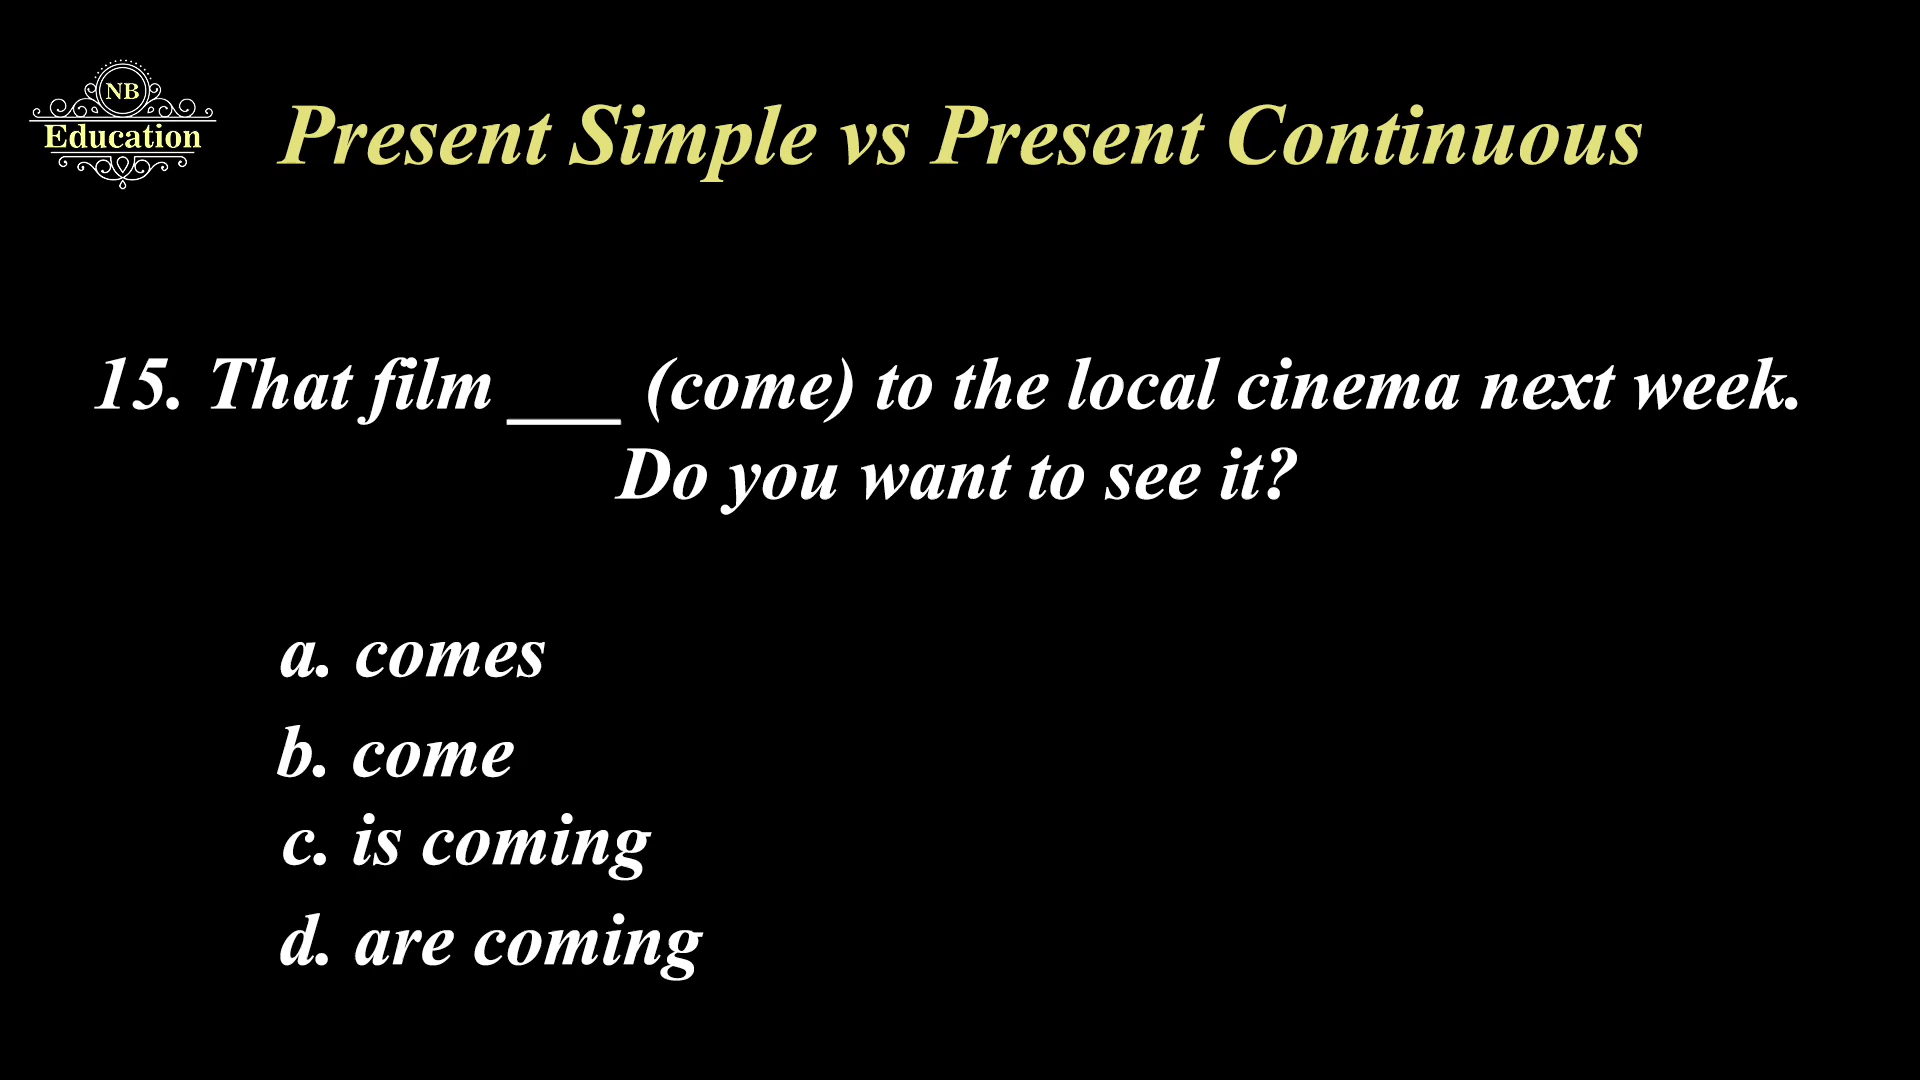 NB
Education
Present Simple vs Present Continuous
15. That film ___ (come) to the local cinema next week.
Do you want to see it?
a. comes
b. come
c. is coming
d. are coming